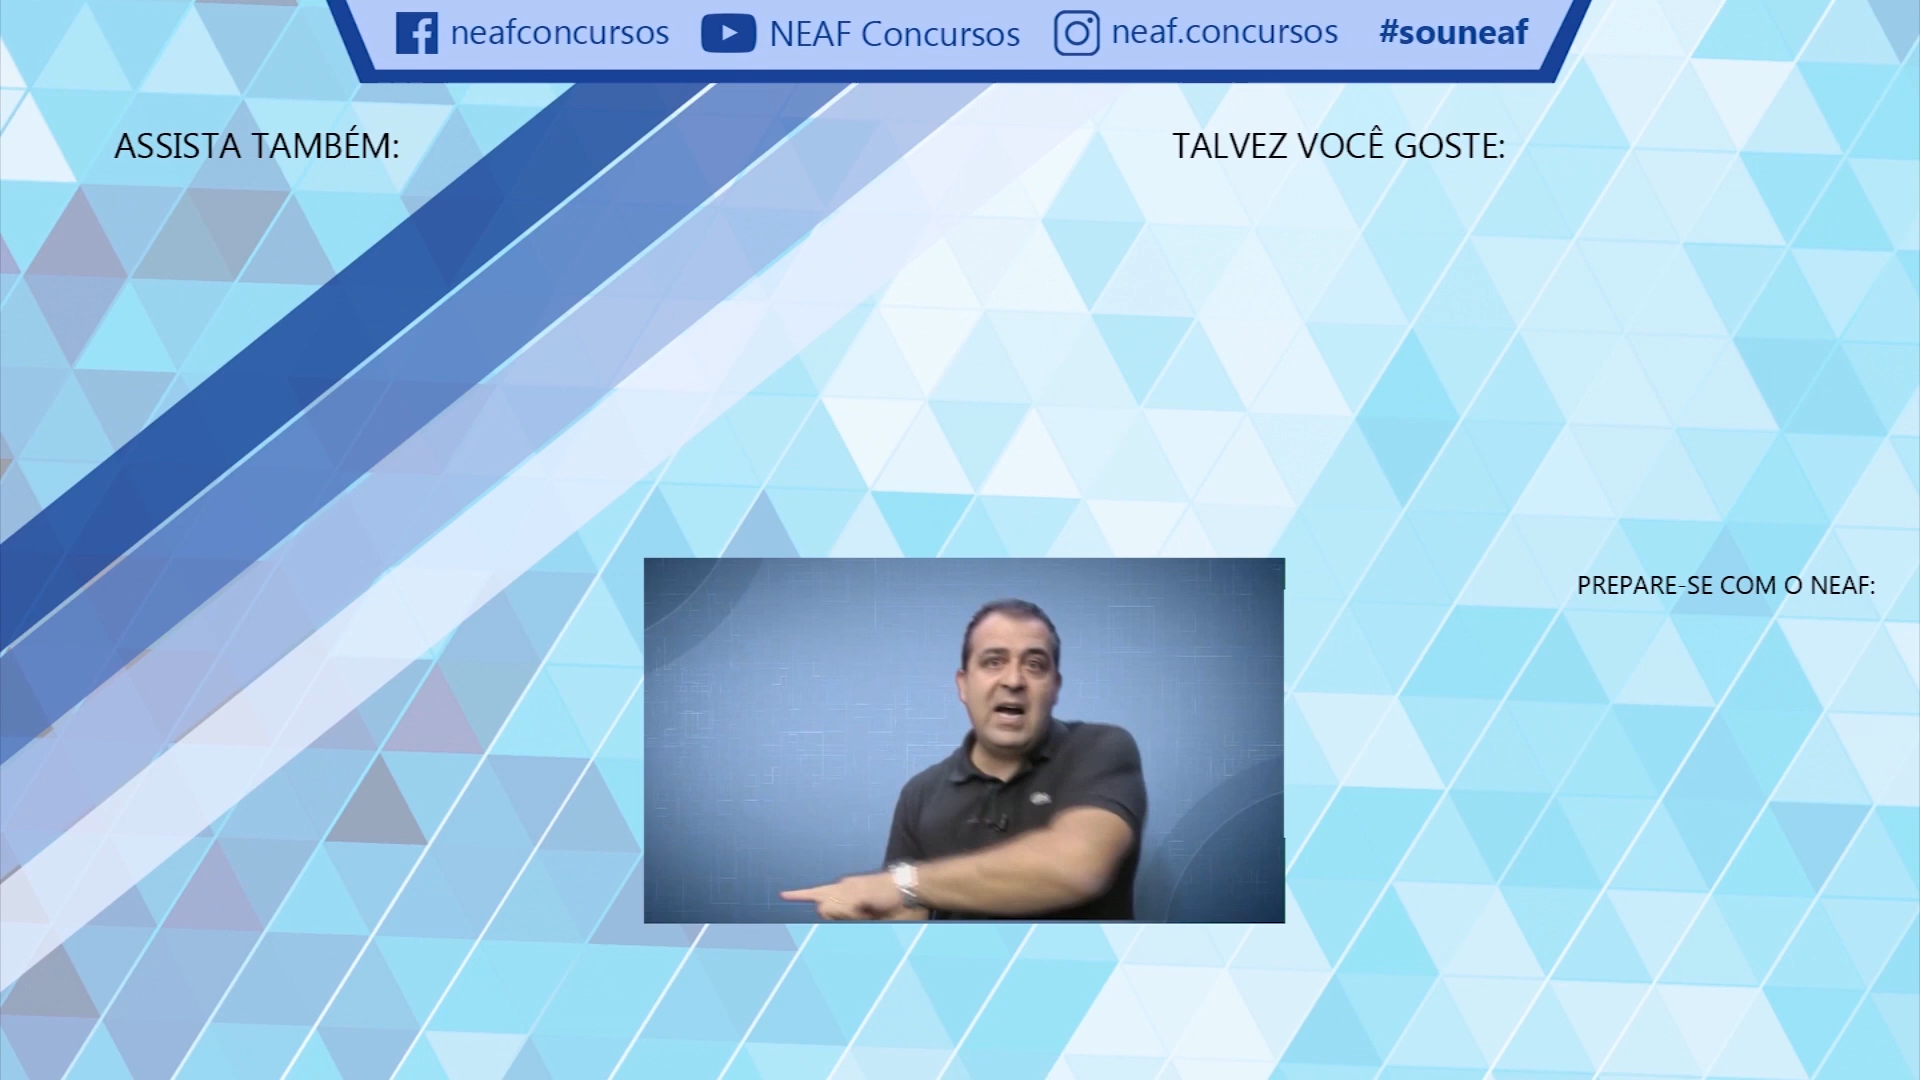 neafconcursos NEAF Concursos neaf.concursos #souneaf
ASSISTA TAMBÉM:
TALVEZ VOCÊ GOSTE:
PREPARE-SE COM O NEAF: